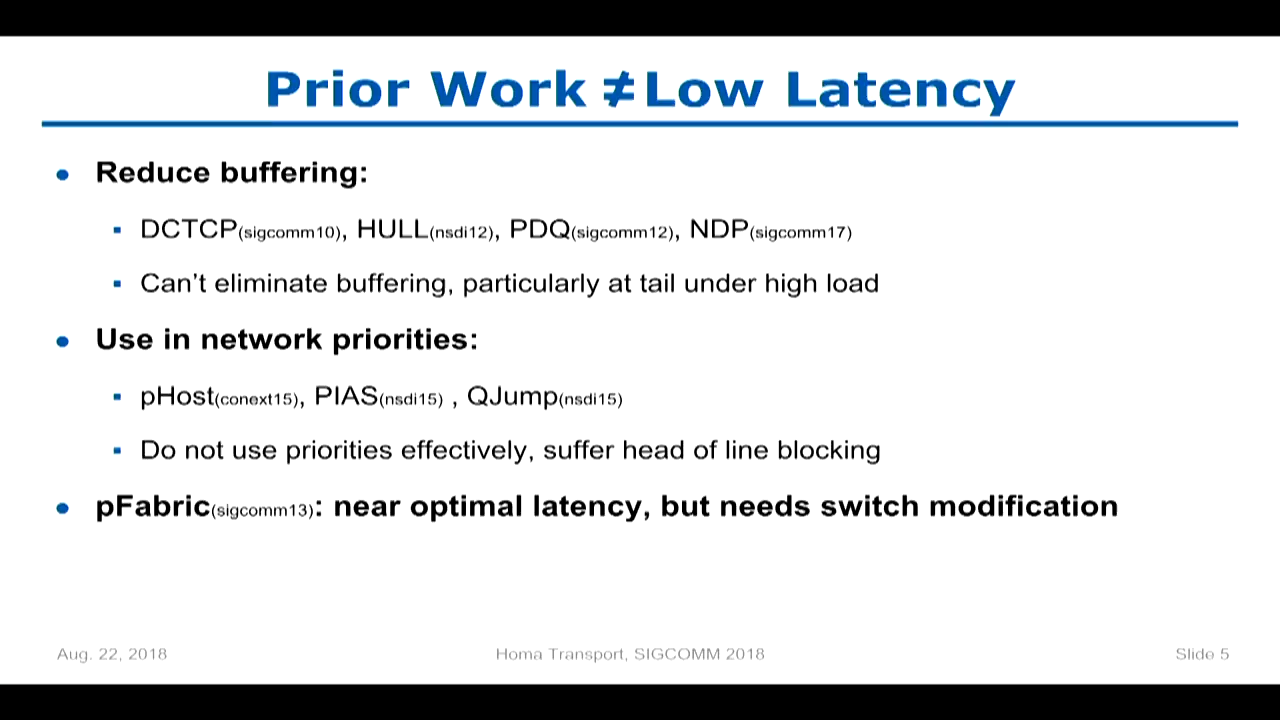 Prior Work ≠ Low Latency
Reduce buffering:
DCTCP(sigcomm10), HULL(nsdi12), PDQ(sigcomm12), NDP(sigcomm17)
Can't eliminate buffering, particularly at tail under high load
Use in network priorities:
pHost(conext15), PIAS(nsdi15) , QJump(nsdi15)
Do not use priorities effectively, suffer head of line blocking
pFabric(sigcomm13): near optimal latency, but needs switch modification
Aug. 22, 2018 Homa Transport, SIGCOMM 2018 Slide 5